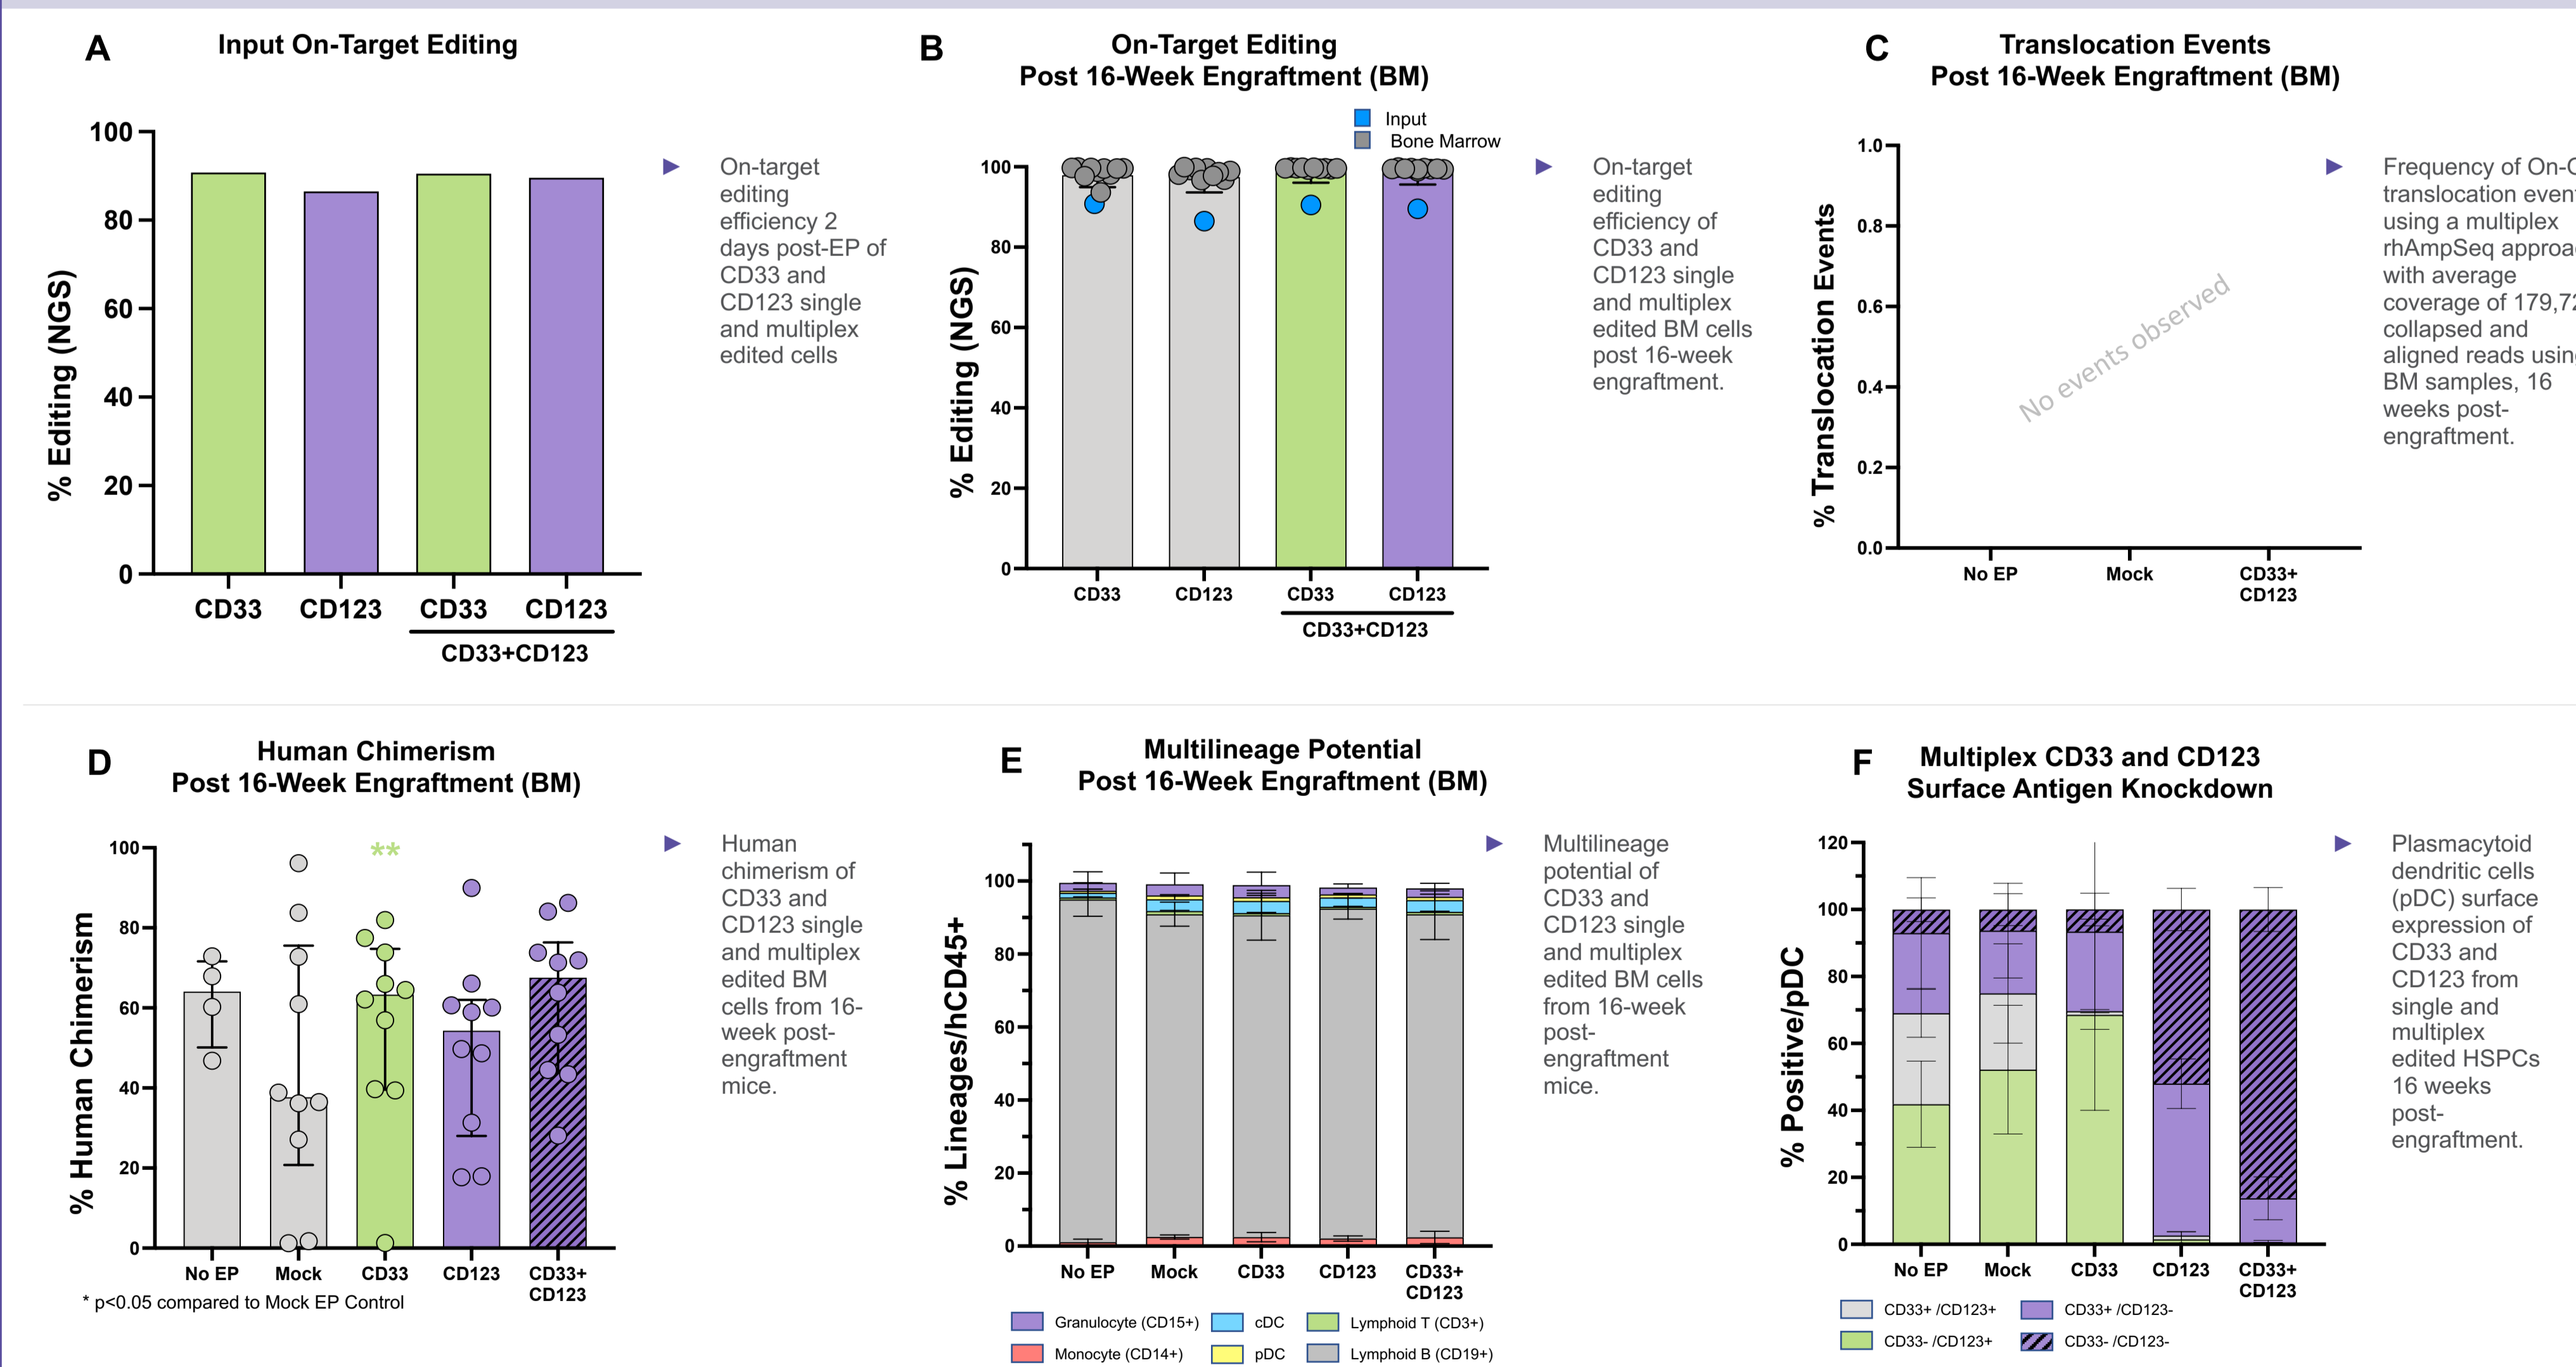 A
Input On-Target Editing
% Editing (NGS)
100
80
60
40
20
0
CD33
CD123
CD33
CD123
CD33+CD123
On-target
editing
efficiency 2
days post-EP of
CD33 and
CD123 single
and multiplex
edited cells
B
On-Target Editing
Post 16-Week Engraftment (BM)
Input
Bone Marrow
% Editing (NGS)
100
80
60
40
20
0
CD33
CD123
CD33
CD123
CD33+CD123
On-target
editing
efficiency of
CD33 and
CD123 single
and multiplex
edited BM cells
post 16-week
engraftment.
C
Translocation Events
Post 16-Week Engraftment (BM)
% Translocation Events
1.0
0.8
0.6
0.4
0.2
0.0
No events observed
No EP
Mock
CD33+
CD123
Frequency of
translocation
using a multiplex
rhAmpSeq
with average
coverage of
collapsed and
aligned reads
BM samples, 16
weeks post-
engraftment.
D
Human Chimerism
Post 16-Week Engraftment (BM)
% Human Chimerism
100
80
60
40
20
0
**
No EP
Mock
CD33
CD123
CD33+
CD123
* p<0.05 compared to Mock EP Control
Human
chimerism of
CD33 and
CD123 single
and multiplex
edited BM
cells from 16-
week post-
engraftment
mice.
E
Multilineage Potential
Post 16-Week Engraftment (BM)
% Lineages/hCD45+
100
80
60
40
20
0
No EP
Mock
CD33
CD123
CD33+
CD123
Granulocyte (CD15+)
cDC
Lymphoid T (CD3+)
Monocyte (CD14+)
pDC
Lymphoid B (CD19+)
Multilineage
potential of
CD33 and
CD123 single
and multiplex
edited BM cells
from 16-week
post-
engraftment
mice.
F
Multiplex CD33 and CD123
Surface Antigen Knockdown
% Positive/pDC
120
100
80
60
40
20
0
No EP
Mock
CD33
CD123
CD33+
CD123
CD33+ /CD123+
CD33+ /CD123-
CD33- /CD123+
CD33- /CD123-
Plasmacytoid
dendritic cells
(pDC) surface
expression of
CD33 and
CD123 from
single and
multiplex
edited HSPCs
16 weeks
post-
engraftment.